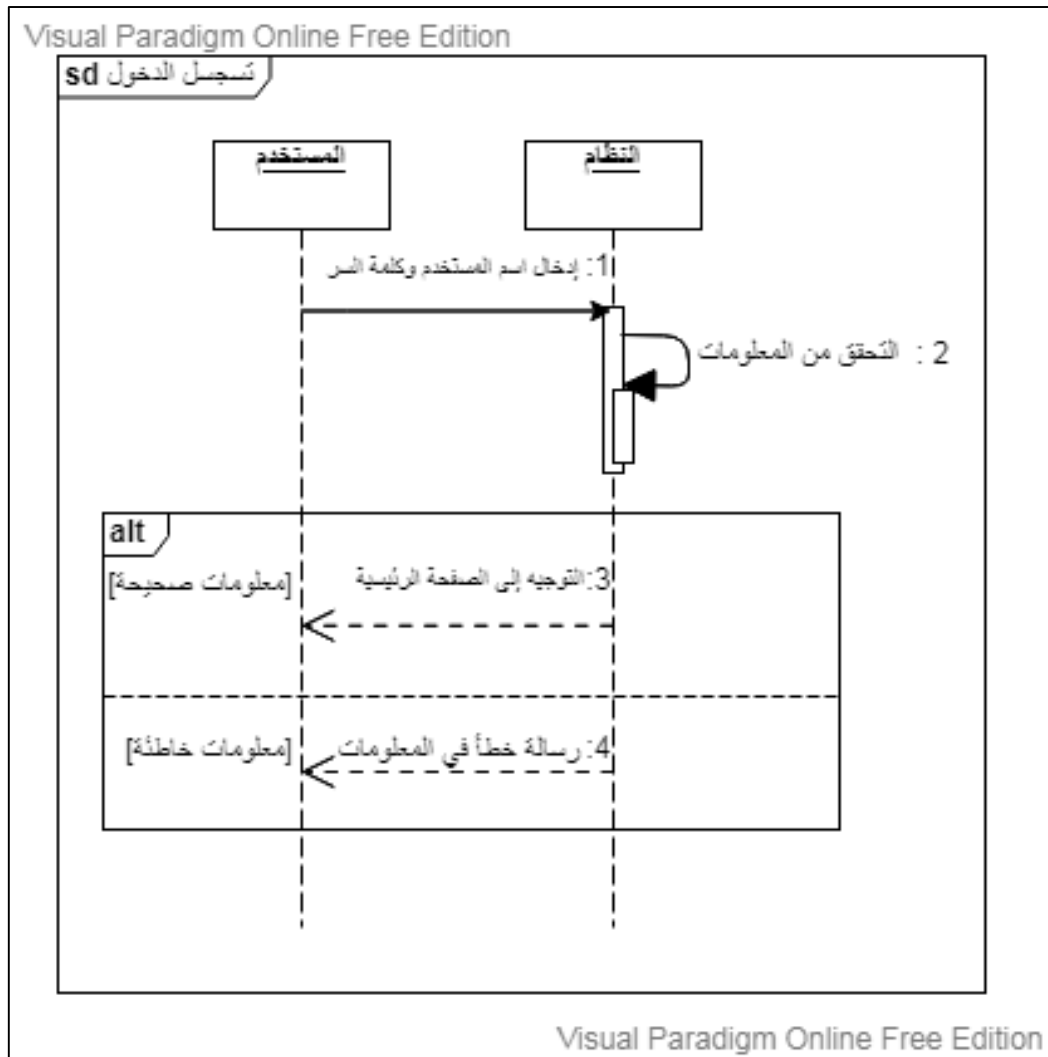 Visual Paradigm Online Free Edition
sd تسجسل الدخول
المستخدم
النظام
1: إدخال اسم المستخدم وكلمة السر
2 : التحقق من المعلومات
alt
[معلومات صحيحة]
3:التوجيه إلى الصفحة الرئيسية
[معلومات خاطئة]
4: رسالة خطأ في المعلومات
Visual Paradigm Online Free Edition